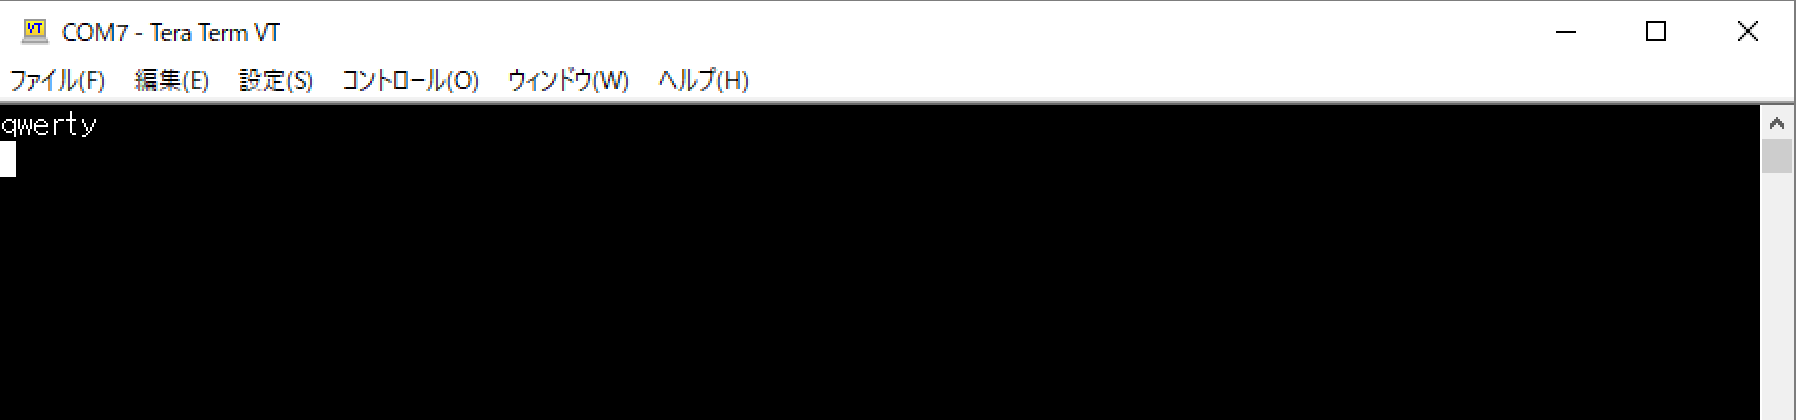 VT COM7 - Tera Term VT
ファイル(F) 編集(E) 設定(S) コントロール(O) ウィンドウ(W) ヘルプ(H)
qwerty